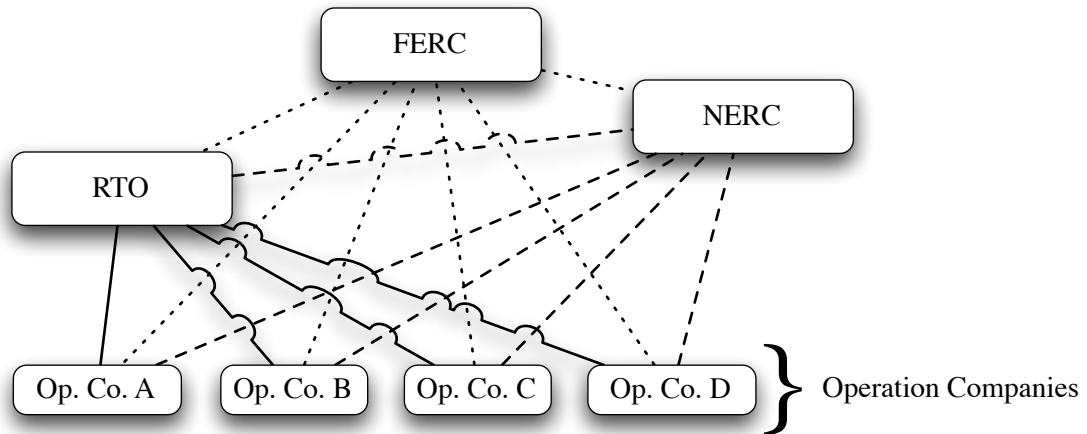 FERC
NERC
RTO
Op. Co. A
Op. Co. B
Op. Co. C
Op. Co. D
Operation Companies